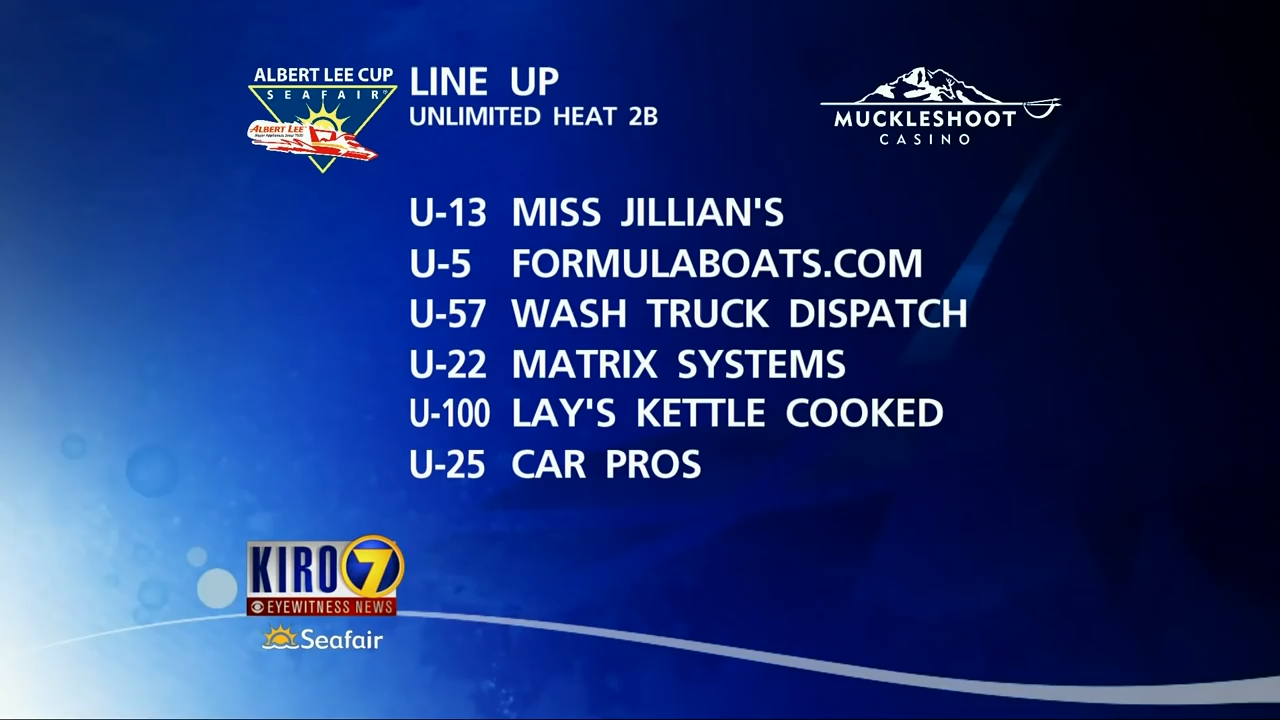 ALBERT LEE CUP
SEAFAIR®
ALBERT LEE
LINE UP
UNLIMITED HEAT 2B
MUCKLESHOOT
CASINO
U-13 MISS JILLIAN'S
U-5 FORMULABOATS.COM
U-57 WASH TRUCK DISPATCH
U-22 MATRIX SYSTEMS
U-100 LAY'S KETTLE COOKED
U-25 CAR PROS
KIRO 7
EYEWITNESS NEWS
Seafair